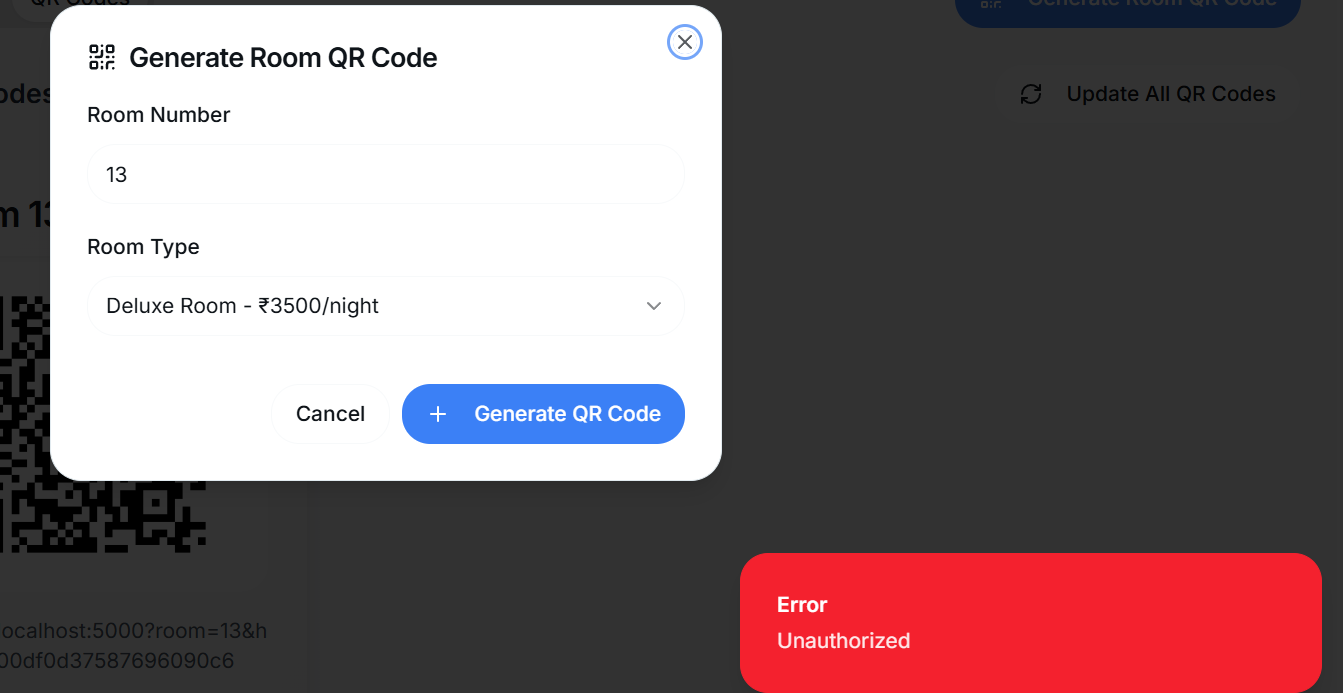 QR Codes
Generate Room QR Code
Generate Room QR Code
Room Number
odes
Update All QR Codes
13
m 13
Room Type
Deluxe Room - ₹3500/night
Cancel
Generate QR Code
Error
Unauthorized
ocalhost:5000?room=13&h
00df0d37587696090c6